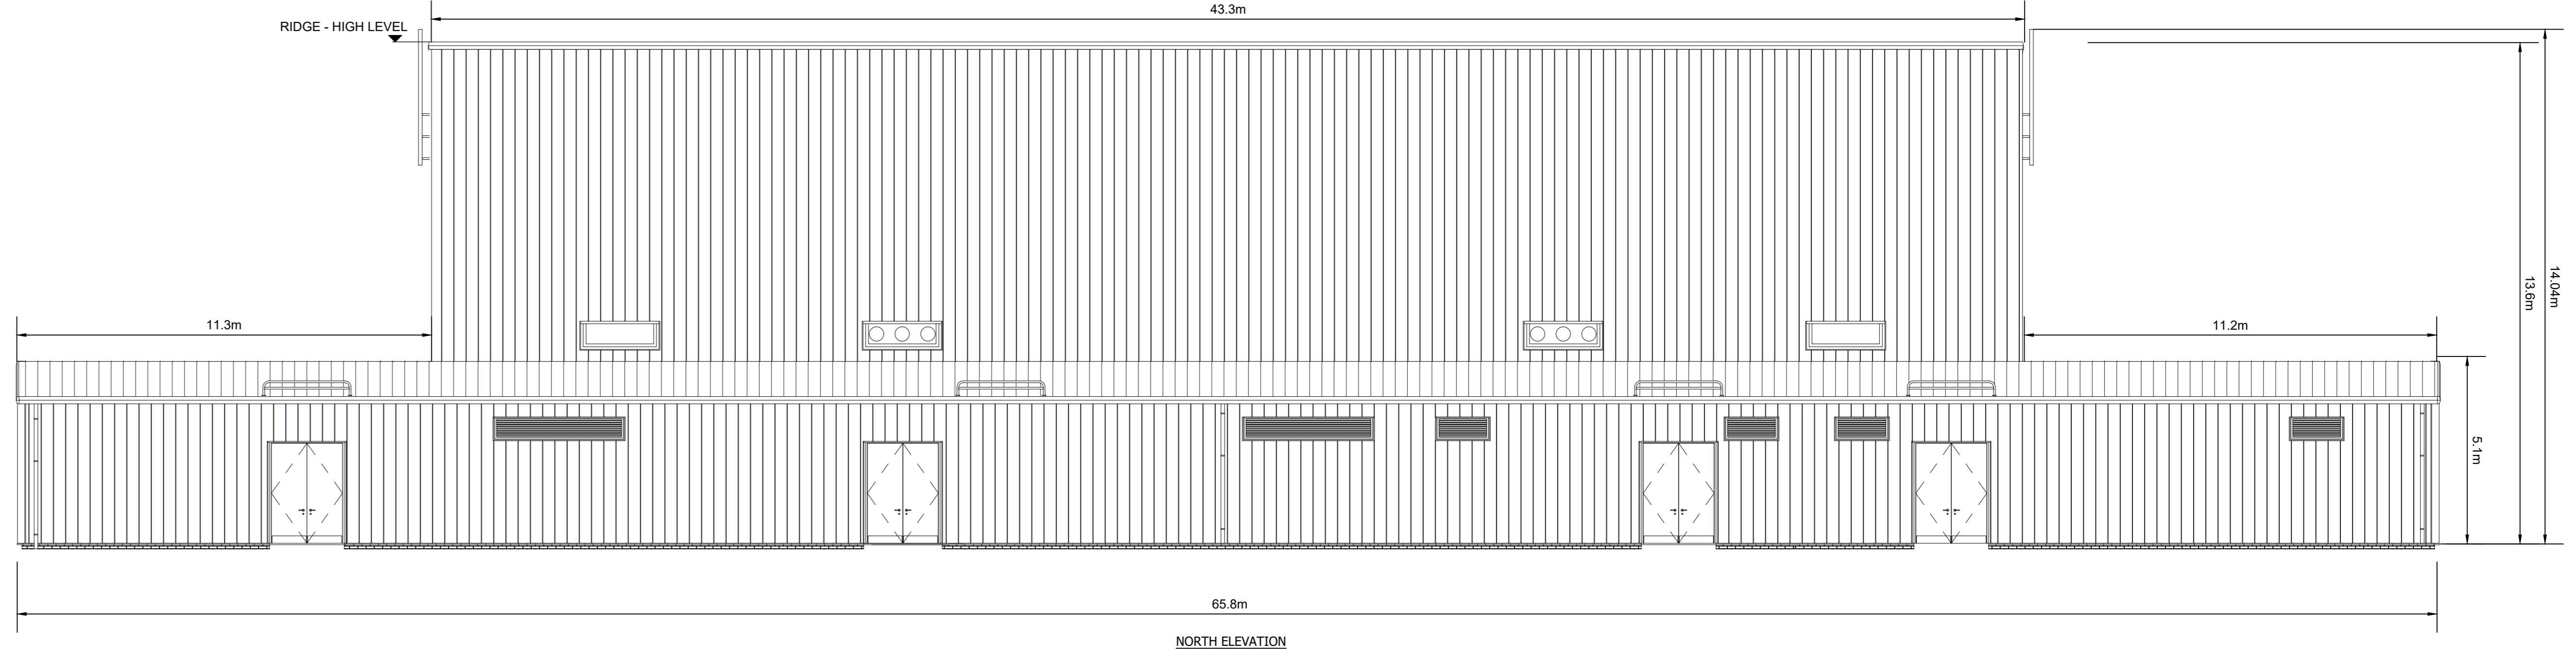 43.3m
RIDGE - HIGH LEVEL
14.04m
13.6m
11.3m
11.2m
5.1m
65.8m
NORTH ELEVATION